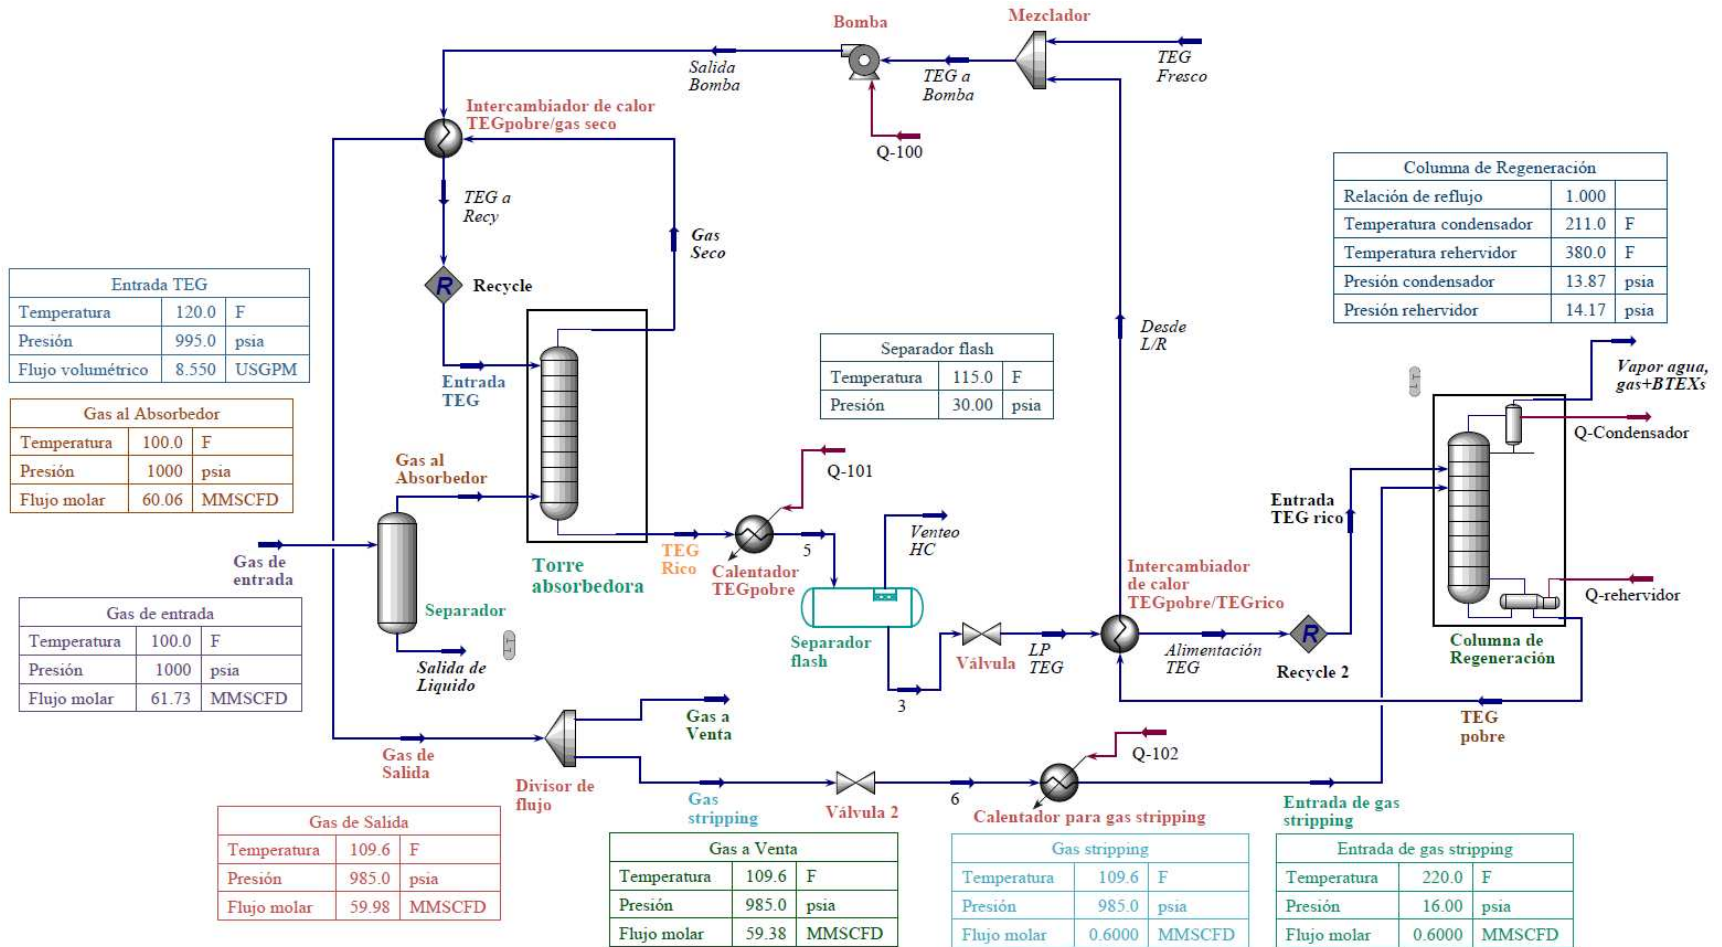 Bomba
Mezclador
TEG
Fresco
Salida
Bomba
TEG a
Bomba
Q-100
Intercambiador de calor
TEGpobre/gas seco
TEG a
Recy
Gas
Seco
R
Recycle
Entrada TEG
Temperatura 120.0 F
Presión 995.0 psia
Flujo volumétrico 8.550 USGPM
Entrada
TEG
Gas al Absorbedor
Temperatura 100.0 F
Presión 1000 psia
Flujo molar 60.06 MMSCFD
Gas al
Absorbedor
Gas de
entrada
Gas de entrada
Temperatura 100.0 F
Presión 1000 psia
Flujo molar 61.73 MMSCFD
Separador
LT
Salida de
Liquido
Torre
absorbedora
TEG
Rico
Q-101
Calentador
TEGpobre
5
Separador flash
Temperatura 115.0 F
Presión 30.00 psia
Venteo
HC
Separador
flash
3
Válvula
LP
TEG
Desde
L/R
Intercambiador
de calor
TEGpobre/TEGrico
Alimentación
TEG
R
Recycle 2
Entrada
TEG rico
Columna de Regeneración
Relación de reflujo 1.000
Temperatura condensador 211.0 F
Temperatura rehervidor 380.0 F
Presión condensador 13.87 psia
Presión rehervidor 14.17 psia
Vapor agua,
gas+BTEXs
LT
Q-Condensador
Q-rehervidor
Columna de
Regeneración
TEG
pobre
Gas de
Salida
Divisor de
flujo
Gas a
Venta
Gas
stripping
Válvula 2
6
Q-102
Calentador para gas stripping
Entrada de gas
stripping
Gas de Salida
Temperatura 109.6 F
Presión 985.0 psia
Flujo molar 59.98 MMSCFD
Gas a Venta
Temperatura 109.6 F
Presión 985.0 psia
Flujo molar 59.38 MMSCFD
Gas stripping
Temperatura 109.6 F
Presión 985.0 psia
Flujo molar 0.6000 MMSCFD
Entrada de gas stripping
Temperatura 220.0 F
Presión 16.00 psia
Flujo molar 0.6000 MMSCFD